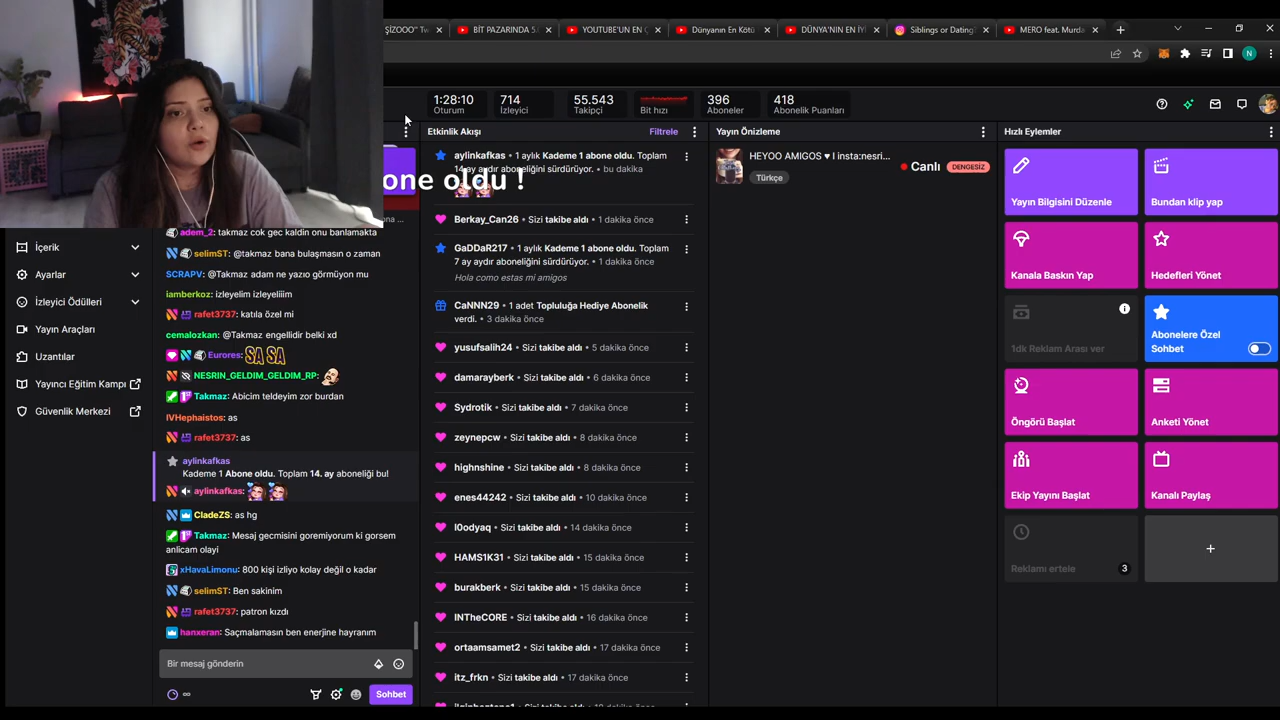 ŞİZOOO" Tw
BİT PAZARINDA 5.
YOUTUBE'UN EN Ç
Dünyanın En Kötü
DÜNYA'NIN EN İYİ
Siblings or Dating?
MERO feat. Murda
N
1:28:10
Oturum
714
İzleyici
55.543
Takipçi
Bit hızı
396
Aboneler
418
Abonelik Puanları
Etkinlik Akışı
Filtrele
Yayın Önizleme
Hızlı Eylemler
one oldu !
aylinkafkas • 1 aylık Kademe 1 abone oldu. Toplam
14 ay aydır aboneliğini sürdürüyor. • bu dakika
Berkay_Can26 • Sizi takibe aldı • 1 dakika önce
GaDDaR217 • 1 aylık Kademe 1 abone oldu. Toplam
7 ay aydır aboneliğini sürdürüyor. • 1 dakika önce
Hola como estas mi amigos
CaNNN29 • 1 adet Topluluğa Hediye Abonelik
verdi. • 3 dakika önce
yusufsalih24 • Sizi takibe aldı • 5 dakika önce
damarayberk • Sizi takibe aldı • 6 dakika önce
Sydrotik • Sizi takibe aldı • 7 dakika önce
zeynepcw • Sizi takibe aldı • 8 dakika önce
highnshine • Sizi takibe aldı • 8 dakika önce
enes44242 • Sizi takibe aldı • 10 dakika önce
l0odyaq • Sizi takibe aldı • 14 dakika önce
HAMS1K31 • Sizi takibe aldı • 15 dakika önce
burakberk • Sizi takibe aldı • 15 dakika önce
INTheCORE • Sizi takibe aldı • 16 dakika önce
ortaamsamet2 • Sizi takibe aldı • 17 dakika önce
itz_frkn • Sizi takibe aldı • 17 dakika önce
HEYOO AMIGOS ♥ I insta:nesri...
Türkçe
Canlı
DENGESİZ
Yayın Bilgisini Düzenle
Bundan klip yap
Kanala Baskın Yap
Hedefleri Yönet
1dk Reklam Arası ver
Abonelere Özel
Sohbet
Öngörü Başlat
Anketi Yönet
Ekip Yayını Başlat
Kanalı Paylaş
Reklamı ertele
3
İçerik
Ayarlar
İzleyici Ödülleri
Yayın Araçları
Uzantılar
Yayıncı Eğitim Kampı
Güvenlik Merkezi
adem_2: takmaz cok gec kaldin onu banlamakta
selimST: @takmaz bana bulaşmasın o zaman
SCRAPV: @Takmaz adam ne yazıo görmüyon mu
iamberkoz: izleyelim izleyeliiim
rafet3737: katıla özel mi
cemalozkan: @Takmaz engellidir belki xd
Eurores: SA SA
NESRIN_GELDIM_GELDIM_RP:
Takmaz: Abicim teldeyim zor burdan
IVHephaistos: as
rafet3737: as
aylinkafkas
Kademe 1 Abone oldu. Toplam 14. ay aboneliği bu!
aylinkafkas:
CladeZS: as hg
Takmaz: Mesaj gecmisini goremiyorum ki gorsem
anlicam olayi
xHavaLimonu: 800 kişi izliyo kolay değil o kadar
selimST: Ben sakinim
rafet3737: patron kızdı
hanxeran: Saçmalamasın ben enerjine hayranım
Bir mesaj gönderin
∞
Sohbet